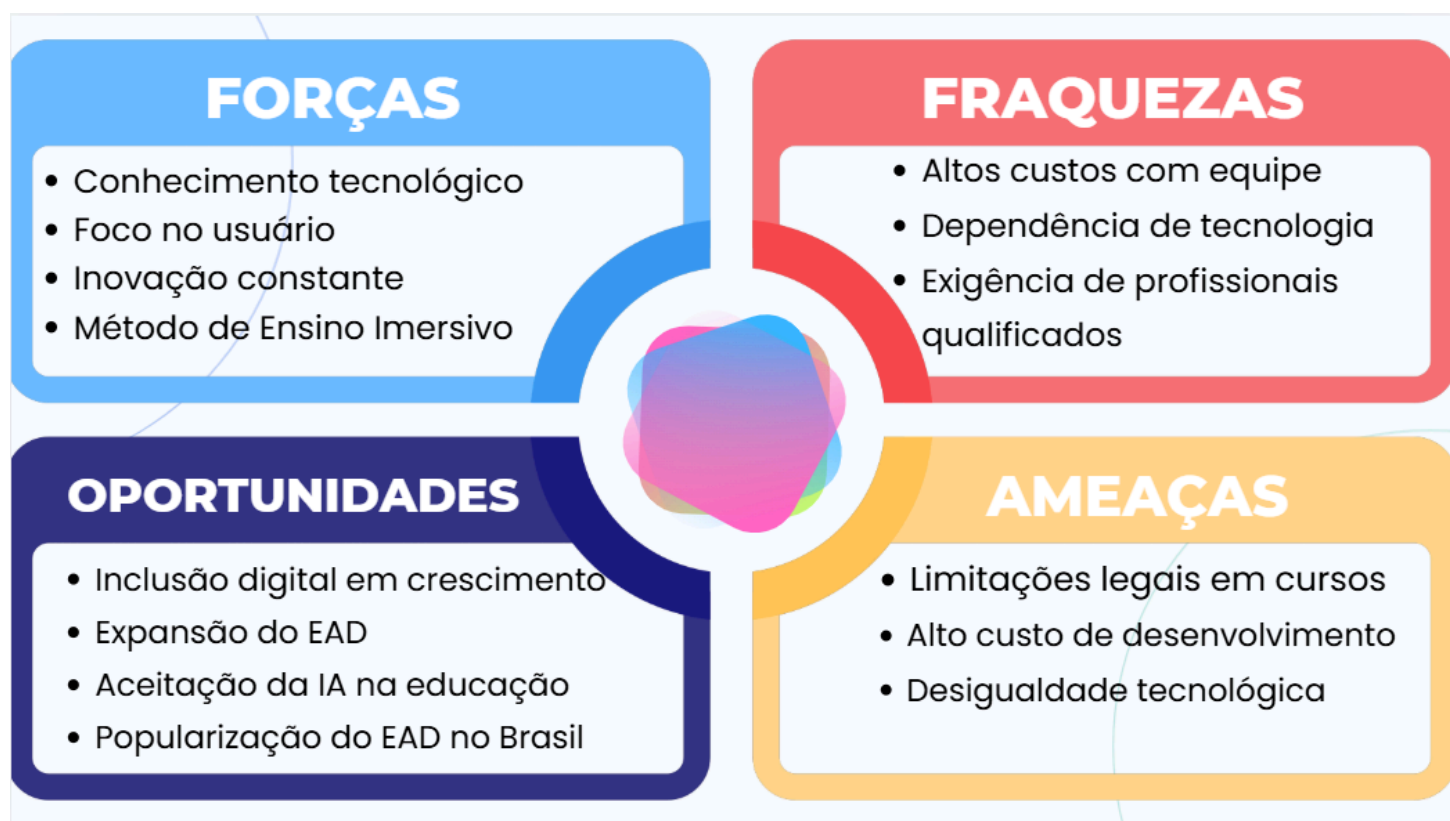 FORÇAS
• Conhecimento tecnológico
• Foco no usuário
• Inovação constante
• Método de Ensino Imersivo
FRAQUEZAS
• Altos custos com equipe
• Dependência de tecnologia
• Exigência de profissionais
qualificados
OPORTUNIDADES
• Inclusão digital em crescimento
• Expansão do EAD
• Aceitação da IA na educação
• Popularização do EAD no Brasil
AMEAÇAS
• Limitações legais em cursos
• Alto custo de desenvolvimento
• Desigualdade tecnológica